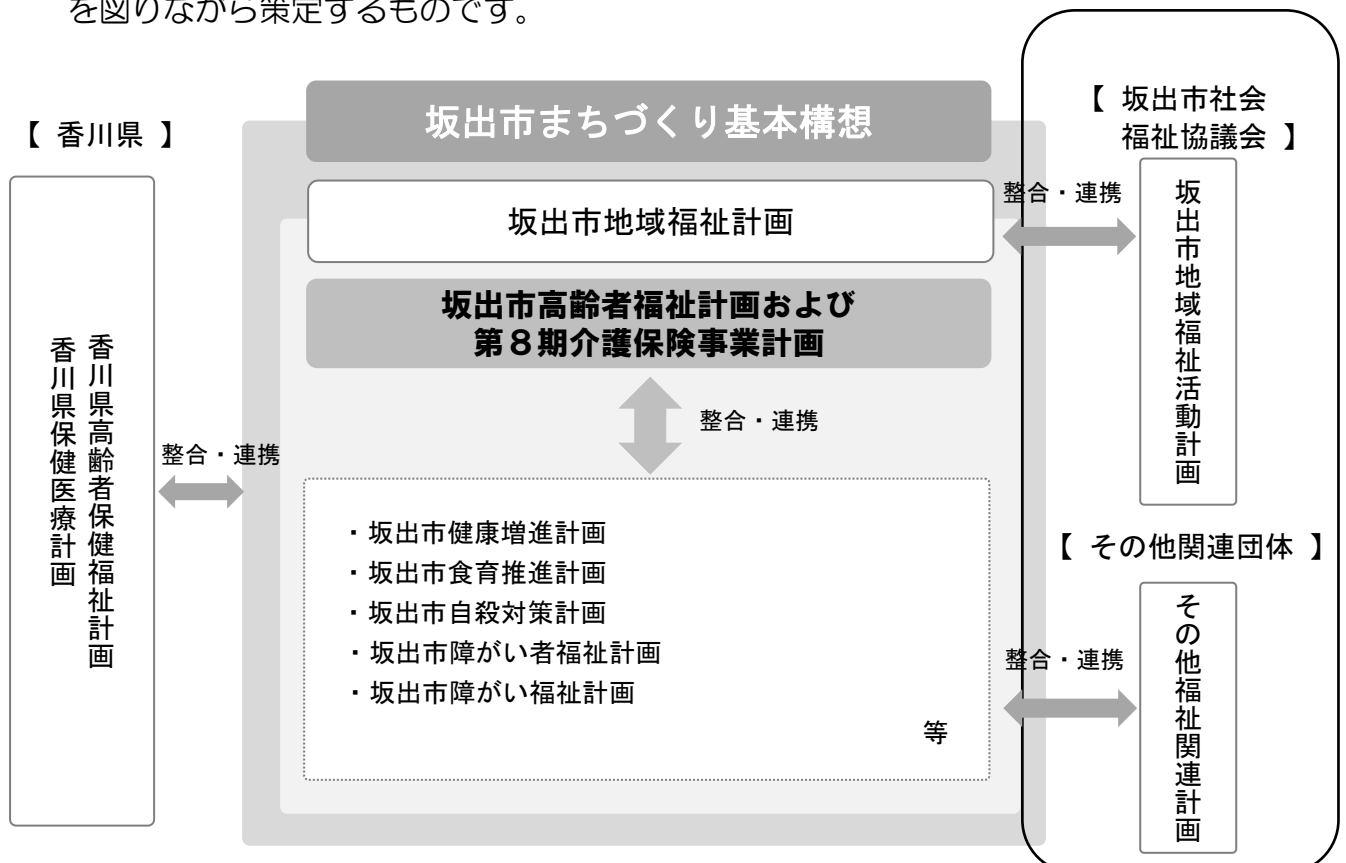 を図りながら策定するものです。
坂出市まちづくり基本構想
【 香川県 】
香川県高齢者保健福祉計画
香川県保健医療計画
整合・連携
坂出市地域福祉計画
坂出市高齢者福祉計画および
第８期介護保険事業計画
整合・連携
・坂出市健康増進計画
・坂出市食育推進計画
・坂出市自殺対策計画
・坂出市障がい者福祉計画
・坂出市障がい福祉計画
等
【 坂出市社会
福祉協議会 】
整合・連携
坂出市地域福祉活動計画
【 その他関連団体 】
整合・連携
その他福祉関連計画